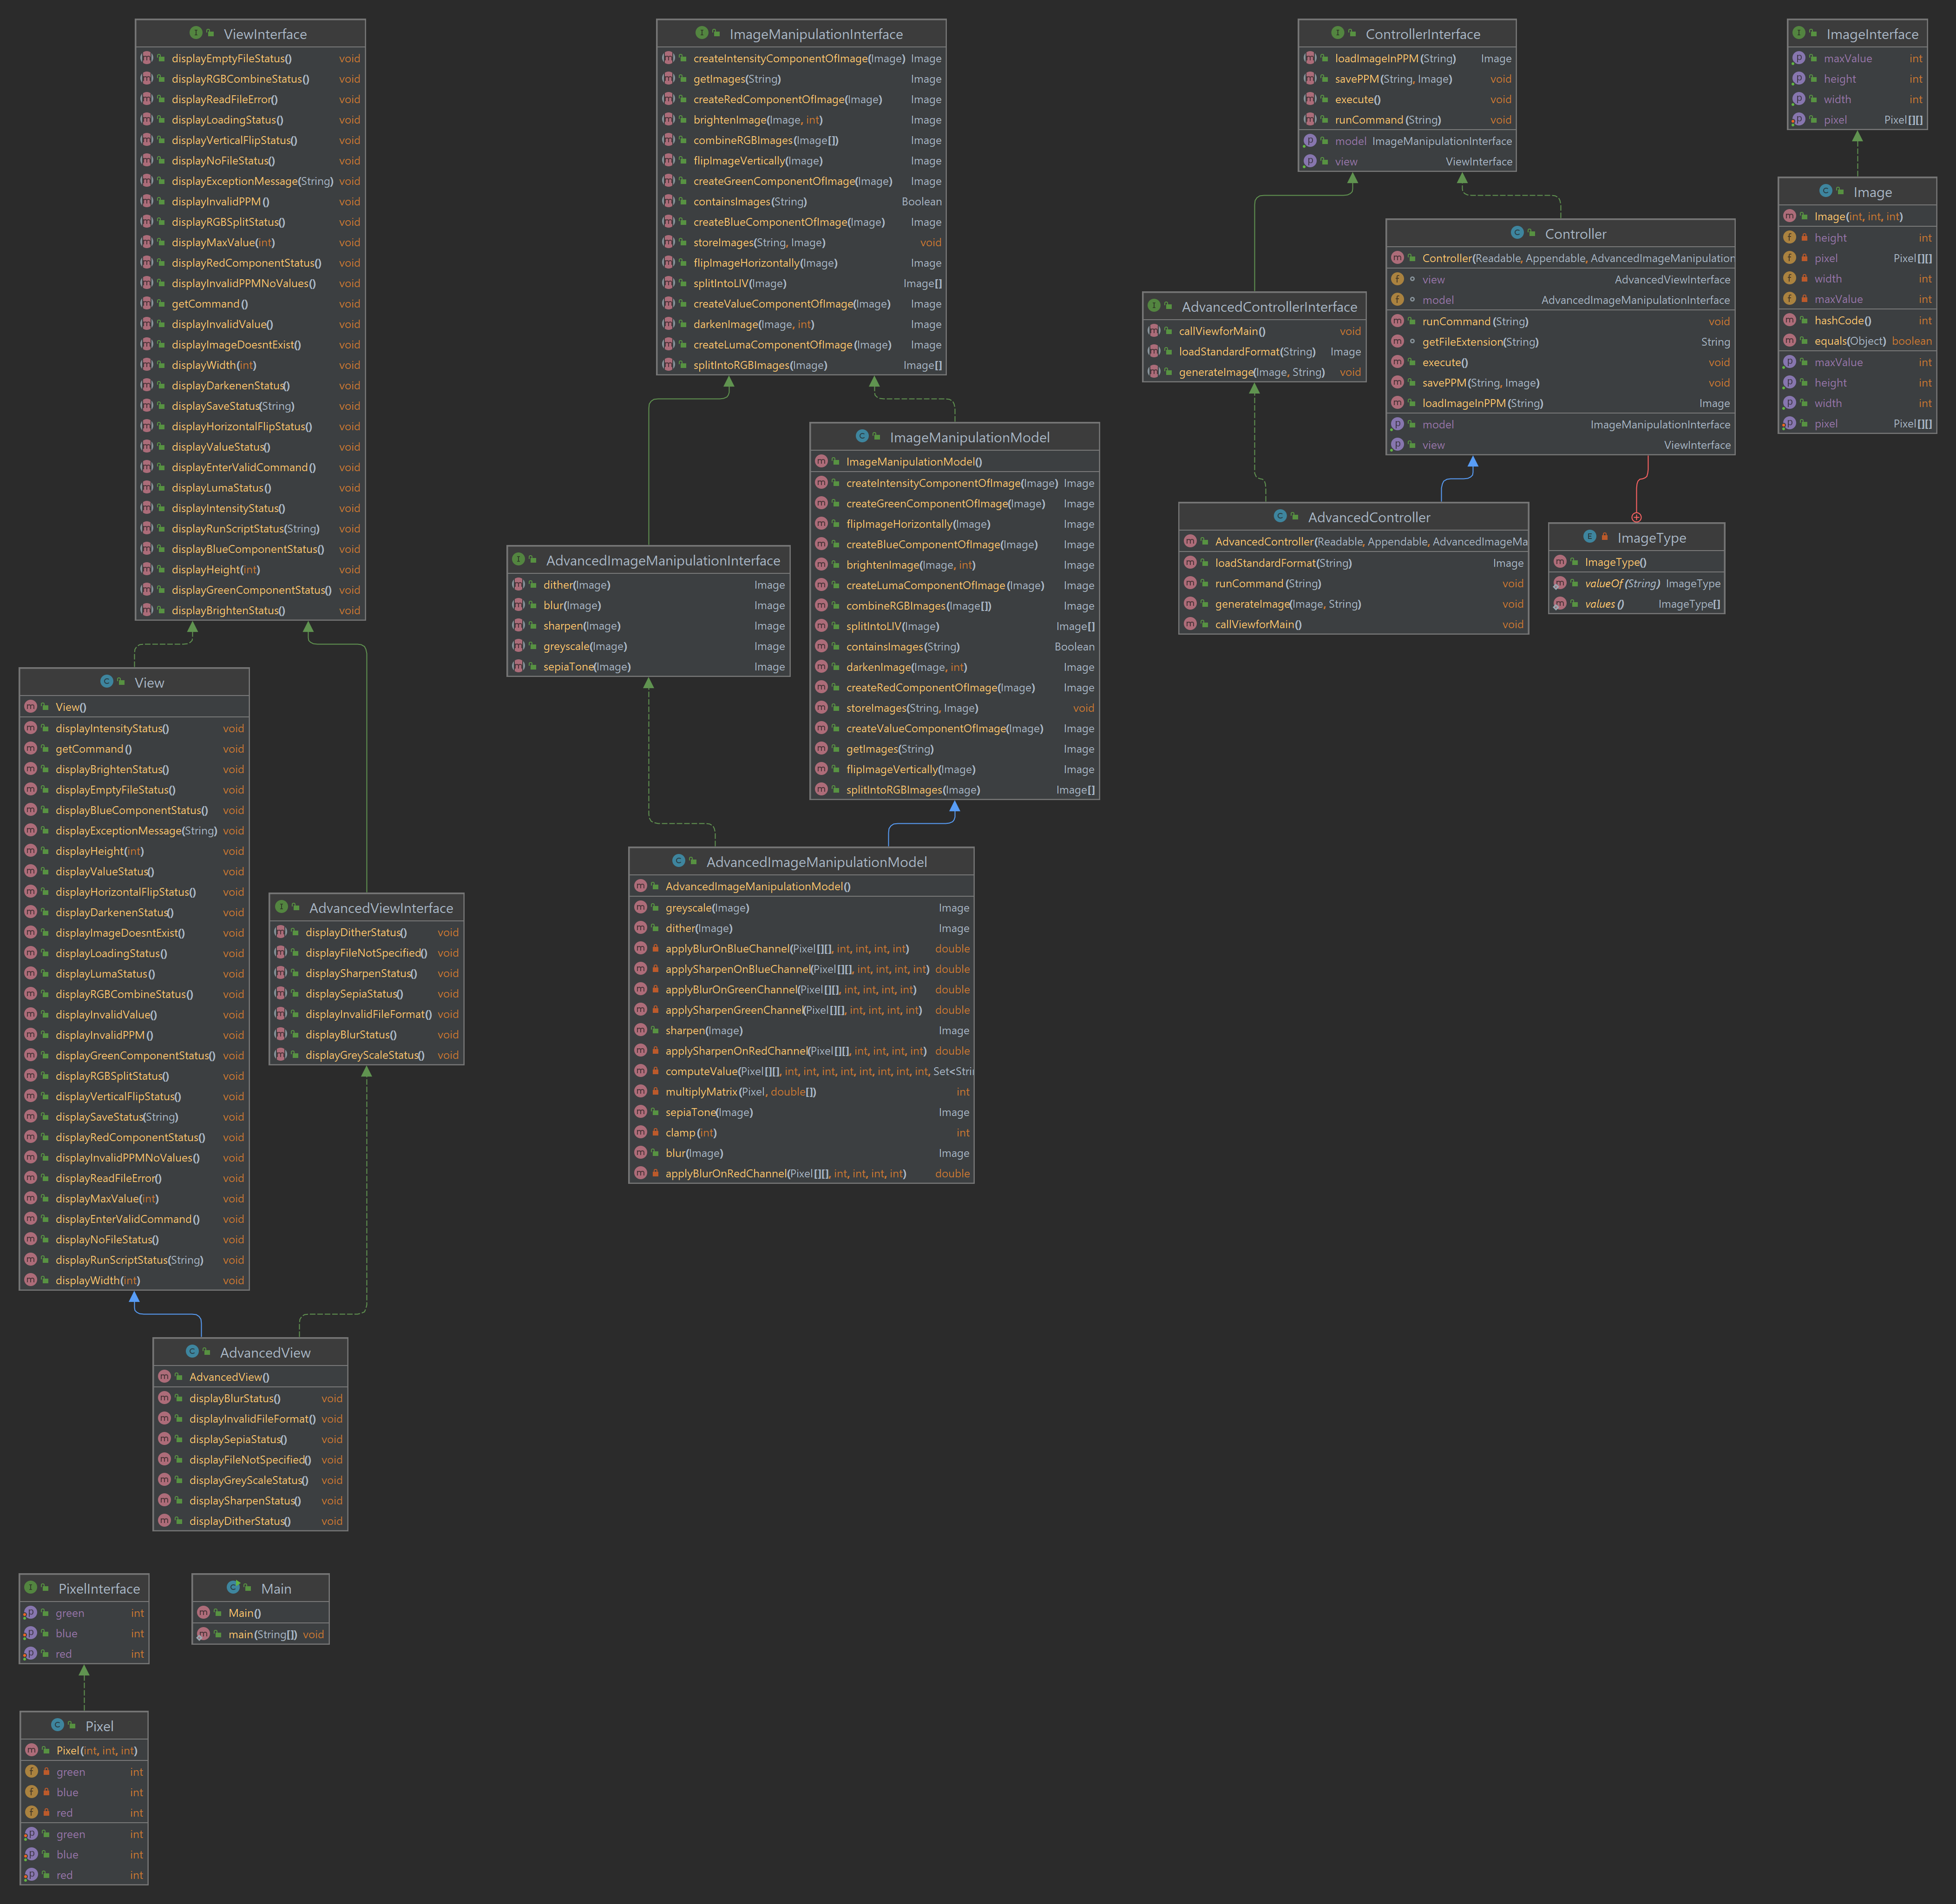 ViewInterface
displayEmptyFileStatus() void
displayRGBCombineStatus() void
displayReadFileError() void
displayLoadingStatus() void
displayVerticalFlipStatus() void
displayNoFileStatus() void
displayExceptionMessage(String) void
displayInvalidPPM() void
displayRGBSplitStatus() void
displayMaxValue(int) void
displayRedComponentStatus() void
displayInvalidPPMNoValues() void
getCommand() void
displayInvalidValue() void
displayImageDoesntExist() void
displayWidth(int) void
displayDarkenenStatus() void
displaySaveStatus(String) void
displayHorizontalFlipStatus() void
displayValueStatus() void
displayEnterValidCommand() void
displayLumaStatus() void
displayIntensityStatus() void
displayRunScriptStatus(String) void
displayBlueComponentStatus() void
displayHeight(int) void
displayGreenComponentStatus() void
displayBrightenStatus() void
ImageManipulationInterface
createIntensityComponentOfImage(Image) Image
getImages(String) Image
createRedComponentOfImage(Image) Image
brightenImage(Image, int) Image
combineRGBImages(Image[]) Image
flipImageVertically(Image) Image
createGreenComponentOfImage(Image) Image
containsImages(String) Boolean
createBlueComponentOfImage(Image) Image
storeImages(String, Image) void
flipImageHorizontally(Image) Image
splitIntoLIV(Image) Image[]
createValueComponentOfImage(Image) Image
darkenImage(Image, int) Image
createLumaComponentOfImage(Image) Image
splitIntoRGBImages(Image) Image[]
ControllerInterface
loadImageInPPM(String) Image
savePPM(String, Image) void
execute() void
runCommand(String) void
model ImageManipulationInterface
view ViewInterface
ImageInterface
maxValue int
height int
width int
pixel Pixel[][]
Image
Image(int, int, int)
height int
pixel Pixel[][]
width int
maxValue int
hashCode() int
equals(Object) boolean
maxValue int
height int
width int
pixel Pixel[][]
Controller
Controller(Readable, Appendable, AdvancedImageManipulation
view AdvancedViewInterface
model AdvancedImageManipulationInterface
runCommand(String) void
getFileExtension(String) String
execute() void
savePPM(String, Image) void
loadImageInPPM(String) Image
model ImageManipulationInterface
view ViewInterface
AdvancedControllerInterface
callViewforMain() void
loadStandardFormat(String) Image
generateImage(Image, String) void
AdvancedController
AdvancedController(Readable, Appendable, AdvancedImageMa
loadStandardFormat(String) Image
runCommand(String) void
generateImage(Image, String) void
callViewforMain() void
ImageType
ImageType()
valueOf(String) ImageType
values() ImageType[]
ImageManipulationModel
ImageManipulationModel()
createIntensityComponentOfImage(Image) Image
createGreenComponentOfImage(Image) Image
flipImageHorizontally(Image) Image
createBlueComponentOfImage(Image) Image
brightenImage(Image, int) Image
createLumaComponentOfImage(Image) Image
combineRGBImages(Image[]) Image
splitIntoLIV(Image) Image[]
containsImages(String) Boolean
darkenImage(Image, int) Image
createRedComponentOfImage(Image) Image
storeImages(String, Image) void
createValueComponentOfImage(Image) Image
getImages(String) Image
flipImageVertically(Image) Image
splitIntoRGBImages(Image) Image[]
AdvancedImageManipulationInterface
dither(Image) Image
blur(Image) Image
sharpen(Image) Image
greyscale(Image) Image
sepiaTone(Image) Image
View
View()
displayIntensityStatus() void
getCommand() void
displayBrightenStatus() void
displayEmptyFileStatus() void
displayBlueComponentStatus() void
displayExceptionMessage(String) void
displayHeight(int) void
displayValueStatus() void
displayHorizontalFlipStatus() void
displayDarkenenStatus() void
displayImageDoesntExist() void
displayLoadingStatus() void
displayLumaStatus() void
displayRGBCombineStatus() void
displayInvalidValue() void
displayInvalidPPM() void
displayGreenComponentStatus() void
displayRGBSplitStatus() void
displayVerticalFlipStatus() void
displaySaveStatus(String) void
displayRedComponentStatus() void
displayInvalidPPMNoValues() void
displayReadFileError() void
displayMaxValue(int) void
displayEnterValidCommand() void
displayNoFileStatus() void
displayRunScriptStatus(String) void
displayWidth(int) void
AdvancedViewInterface
displayDitherStatus() void
displayFileNotSpecified() void
displaySharpenStatus() void
displaySepiaStatus() void
displayInvalidFileFormat() void
displayBlurStatus() void
displayGreyScaleStatus() void
AdvancedImageManipulationModel
AdvancedImageManipulationModel()
greyscale(Image) Image
dither(Image) Image
applyBlurOnBlueChannel(Pixel[][], int, int, int, int) double
applySharpenOnBlueChannel(Pixel[][], int, int, int, int) double
applyBlurOnGreenChannel(Pixel[][], int, int, int, int) double
applySharpenGreenChannel(Pixel[][], int, int, int, int) double
sharpen(Image) Image
applySharpenOnRedChannel(Pixel[][], int, int, int, int) double
computeValue(Pixel[][], int, int, int, int, int, int, int, int, Set<Stri
multiplyMatrix(Pixel, double[]) int
sepiaTone(Image) Image
clamp(int) int
blur(Image) Image
applyBlurOnRedChannel(Pixel[][], int, int, int, int) double
AdvancedView
AdvancedView()
displayBlurStatus() void
displayInvalidFileFormat() void
displaySepiaStatus() void
displayFileNotSpecified() void
displayGreyScaleStatus() void
displaySharpenStatus() void
displayDitherStatus() void
PixelInterface
green int
blue int
red int
Main
Main()
main(String[]) void
Pixel
Pixel(int, int, int)
green int
blue int
red int
green int
blue int
red int